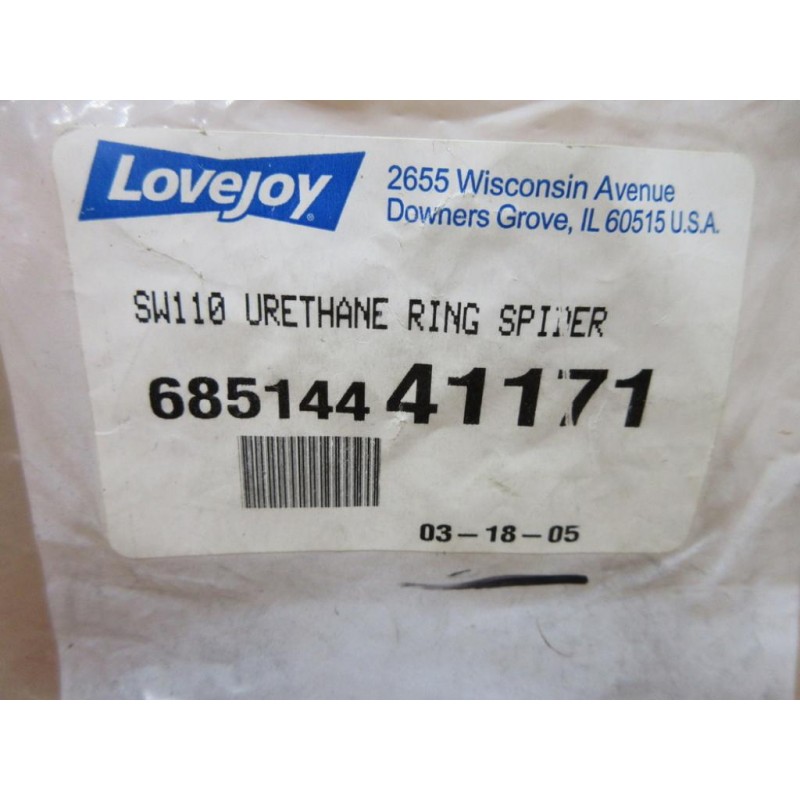 Lovejoy®
2655 Wisconsin Avenue
Downers Grove, IL 60515 U.S.A.
SW110 URETHANE RING SPIDER
685144 41171
03-18-05